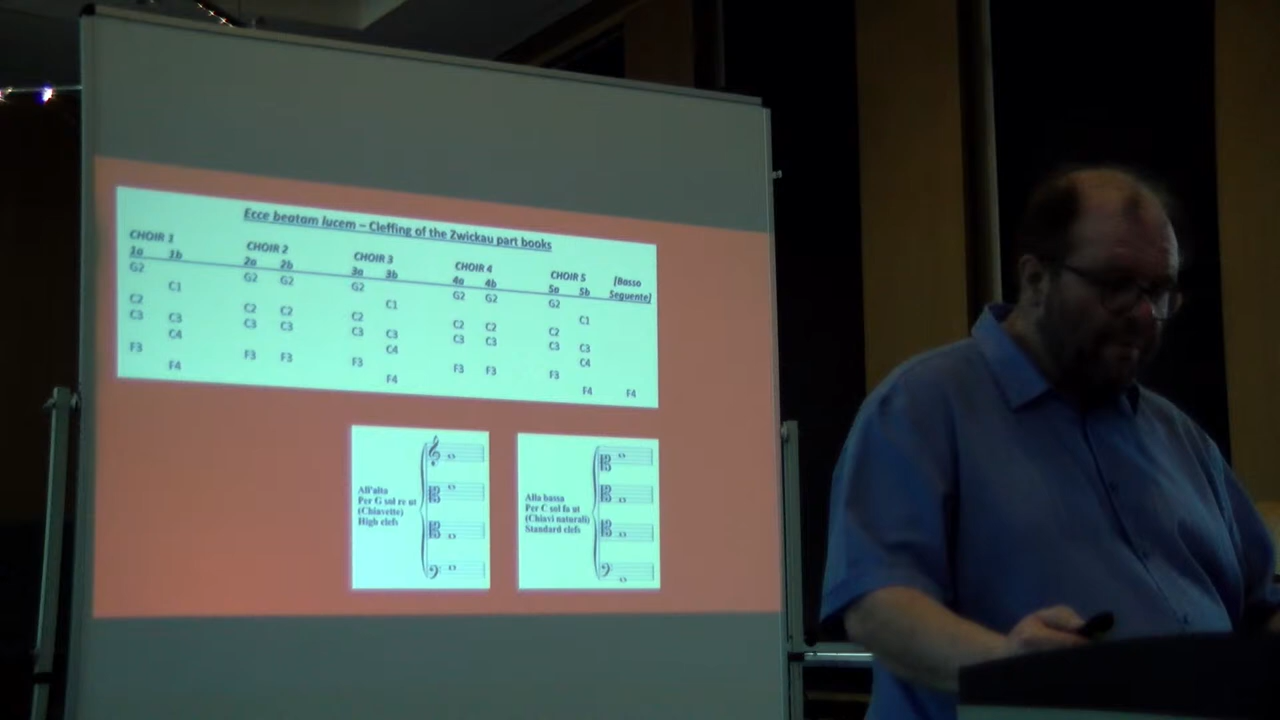 Ecce beatam lucem – Cleffing of the Zwickau part books
CHOIR 1 CHOIR 2 CHOIR 3 CHOIR 4 CHOIR 5 [Basso
1a 1b 2a 2b 3a 3b 4a 4b 5a 5b Seguente]
G2 G2 G2 G2 G2 G2 G2
C1 C1 C1
C2 C2 C2 C2 C2 C2 C2
C3 C3 C3 C3 C3 C3 C3 C3 C3 C3
C4 C4 C4
F3 F3 F3 F3 F3 F3 F3
F4 F4 F4 F4
All'alta
Per G sol re ut
(Chiavette)
High clefs
Alla bassa
Per C sol fa ut
(Chiavi naturali)
Standard clefs